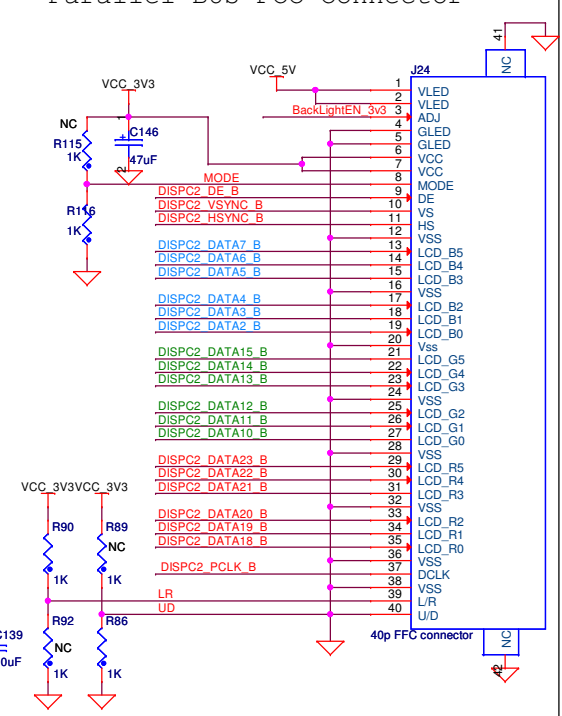 Parallel Bus FCC Connector
41
NC
J24
VCC_5V
VCC_3V3
1 VLED
2 VLED
BackLightEN_3v3 3 ADJ
4 GLED
5 GLED
6 VCC
7 VCC
MODE 8 MODE
DISPC2_DE_B 9 DE
DISPC2_VSYNC_B 10 VS
DISPC2_HSYNC_B 11 HS
12 VSS
DISPC2_DATA7_B 13 LCD_B5
DISPC2_DATA6_B 14 LCD_B4
DISPC2_DATA5_B 15 LCD_B3
16 VSS
DISPC2_DATA4_B 17 LCD_B2
DISPC2_DATA3_B 18 LCD_B1
DISPC2_DATA2_B 19 LCD_B0
20 Vss
DISPC2_DATA15_B 21 LCD_G5
DISPC2_DATA14_B 22 LCD_G4
DISPC2_DATA13_B 23 LCD_G3
24 VSS
DISPC2_DATA12_B 25 LCD_G2
DISPC2_DATA11_B 26 LCD_G1
DISPC2_DATA10_B 27 LCD_G0
28 VSS
DISPC2_DATA23_B 29 LCD_R5
DISPC2_DATA22_B 30 LCD_R4
DISPC2_DATA21_B 31 LCD_R3
32 VSS
DISPC2_DATA20_B 33 LCD_R2
DISPC2_DATA19_B 34 LCD_R1
DISPC2_DATA18_B 35 LCD_R0
36 VSS
DISPC2_PCLK_B 37 DCLK
38 VSS
LR 39 L/R
UD 40 U/D
40p FFC connector
NC
42
NC
R115
1K
1
C146
+
47uF
2
R116
1K
VCC_3V3 VCC_3V3
R90
1K
R89
NC
1K
R92
NC
1K
R86
1K
C139
0uF